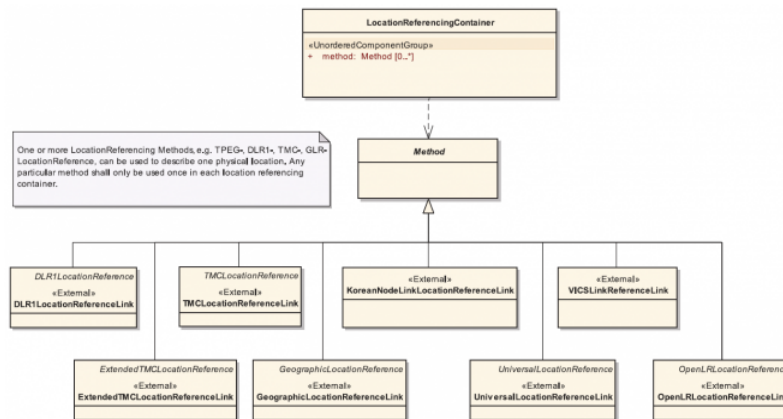 LocationReferencingContainer
«UnorderedComponentGroup»
+ method: Method [0..*]
One or more LocationReferencing Methods, e.g. TPEG-, DLR1-, TMC-, GLR-
LocationReference, can be used to describe one physical location. Any
particular method shall only be used once in each location referencing
container.
Method
DLR1LocationReference
«External»
DLR1LocationReferenceLink
TMCLocationReference
«External»
TMCLocationReferenceLink
«External»
KoreanNodeLinkLocationReferenceLink
«External»
VICSLinkReferenceLink
ExtendedTMCLocationReference
«External»
ExtendedTMCLocationReferenceLink
GeographicLocationReference
«External»
GeographicLocationReferenceLink
UniversalLocationReference
«External»
UniversalLocationReferenceLink
OpenLRLocationReference
«External»
OpenLRLocationReferenceLink